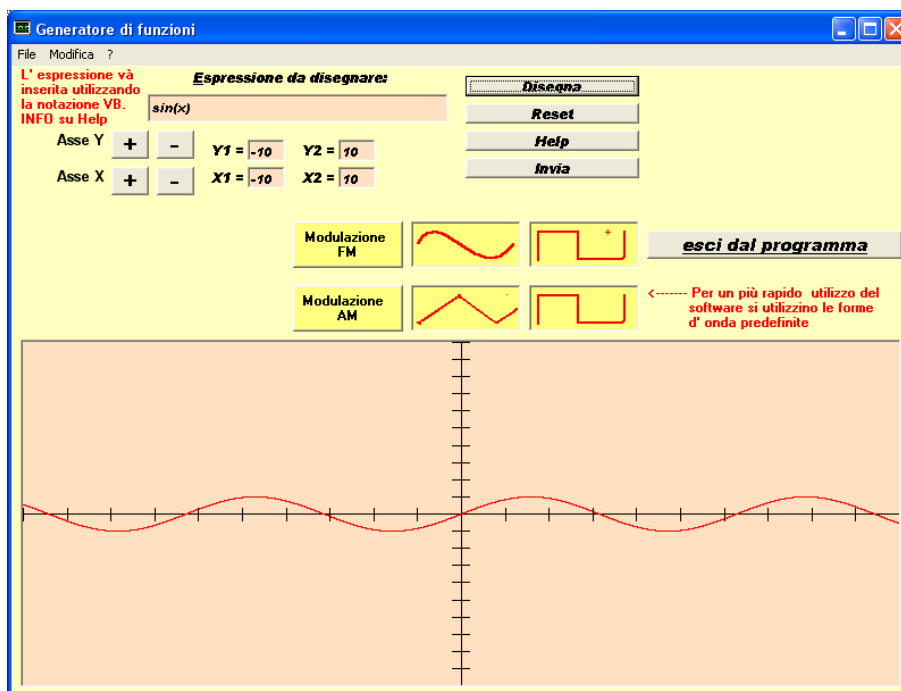 Generatore di funzioni
File Modifica ?
L' espressione và
inserita utilizzando
la notazione VB.
INFO su Help
Espressione da disegnare:
sin(x)
Disegna
Reset
Help
Invia
Asse Y + - Y1 = -10 Y2 = 10
Asse X + - X1 = -10 X2 = 10
Modulazione
FM
esci dal programma
Modulazione
AM
<------ Per un più rapido utilizzo del
software si utilizzino le forme
d' onda predefinite